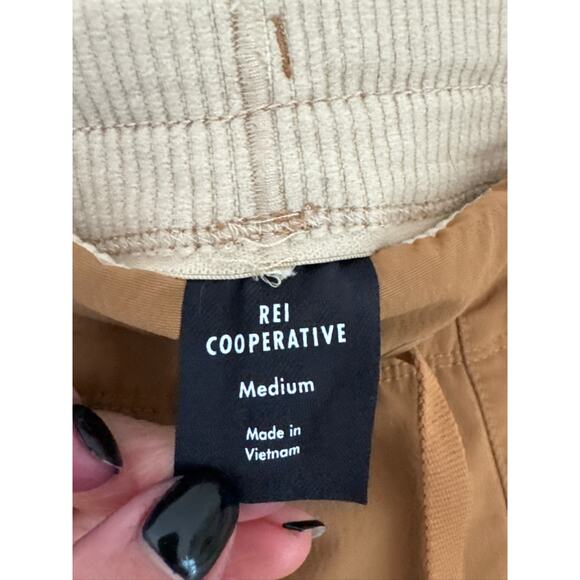 REI
COOPERATIVE
Medium
Made in
Vietnam